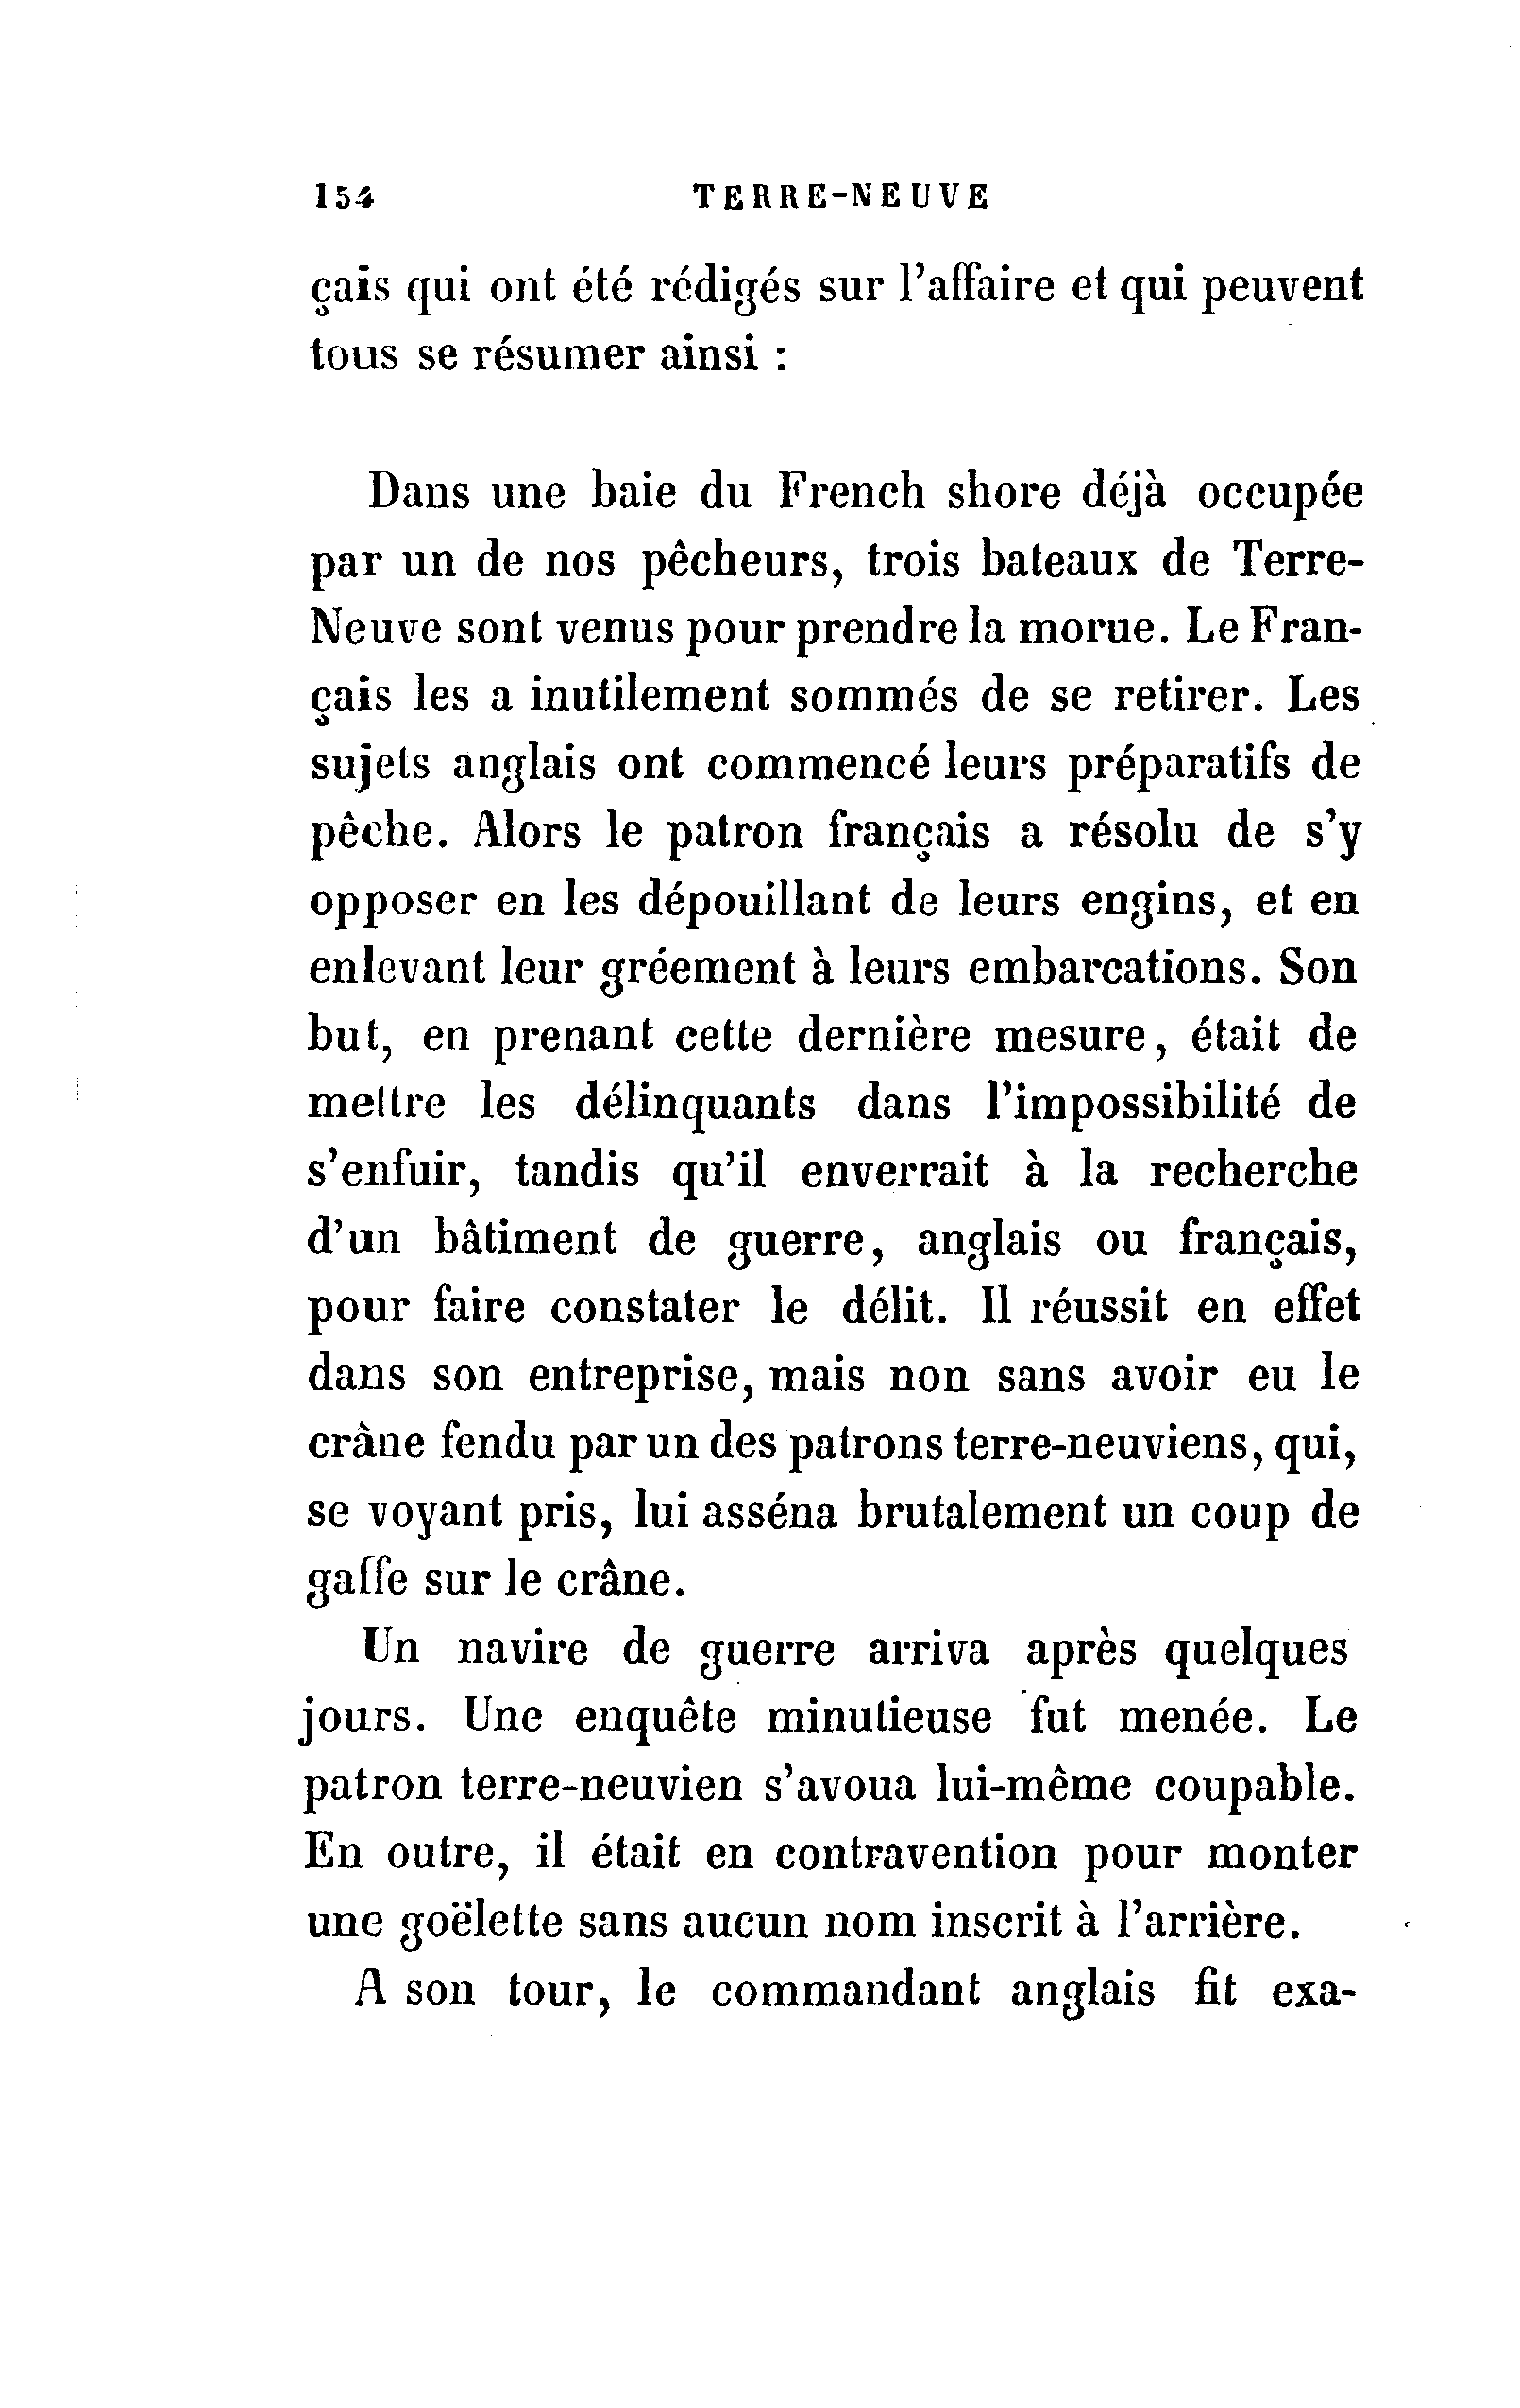 154 TERRE-NEUVE
çais qui ont été rédigés sur l'affaire et qui peuvent
tous se résumer ainsi :
Dans une baie du French shore déjà occupée
par un de nos pêcheurs, trois bateaux de Terre-
Neuve sont venus pour prendre la morue. Le Fran-
çais les a inutilement sommés de se retirer. Les
sujets anglais ont commencé leurs préparatifs de
pêche. Alors le patron français a résolu de s'y
opposer en les dépouillant de leurs engins, et en
enlevant leur gréement à leurs embarcations. Son
but, en prenant cette dernière mesure, était de
mettre les délinquants dans l'impossibilité de
s'enfuir, tandis qu'il enverrait à la recherche
d'un bâtiment de guerre, anglais ou français,
pour faire constater le délit. Il réussit en effet
dans son entreprise, mais non sans avoir eu le
crâne fendu par un des patrons terre-neuviens, qui,
se voyant pris, lui asséna brutalement un coup de
gaffe sur le crâne.
Un navire de guerre arriva après quelques
jours. Une enquête minutieuse fut menée. Le
patron terre-neuvien s'avoua lui-même coupable.
En outre, il était en contravention pour monter
une goëlette sans aucun nom inscrit à l'arrière.
A son tour, le commandant anglais fit exa-